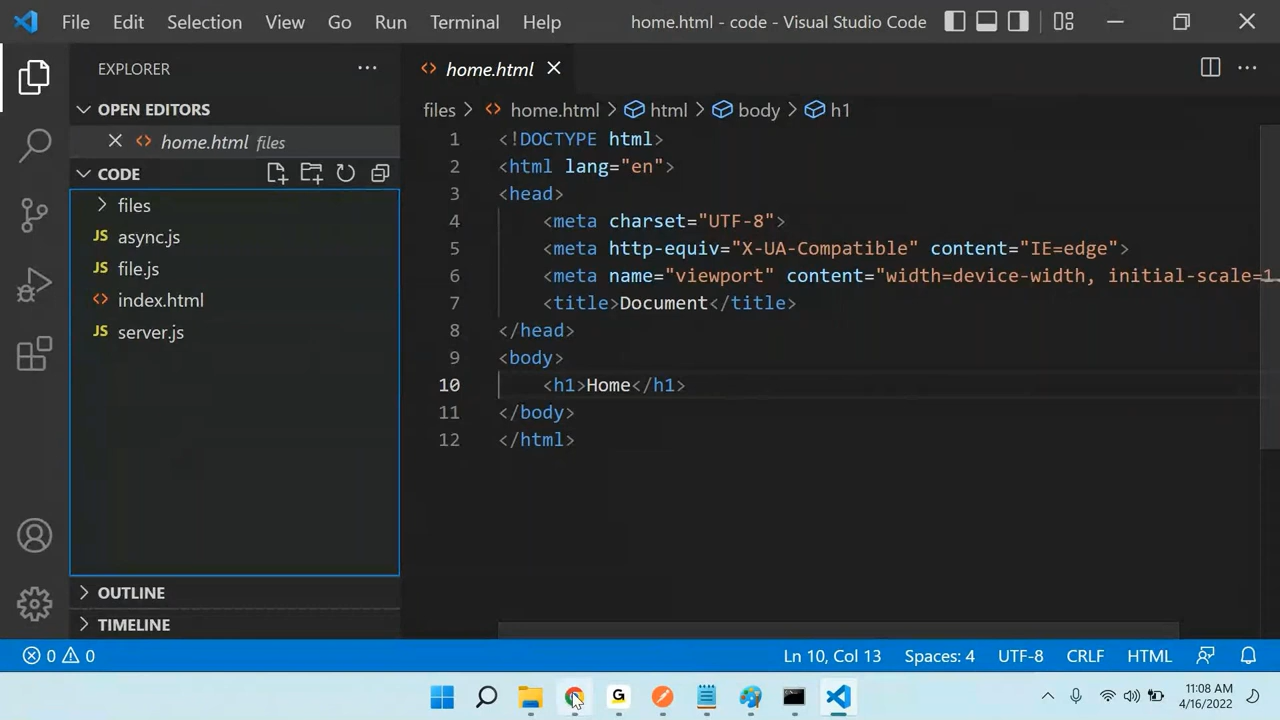 File Edit Selection View Go Run Terminal Help home.html - code - Visual Studio Code
EXPLORER
home.html
OPEN EDITORS
files home.html html body h1
home.html files
CODE
files
JS async.js
JS file.js
index.html
JS server.js
1 <!DOCTYPE html>
2 <html lang="en">
3 <head>
4 <meta charset="UTF-8">
5 <meta http-equiv="X-UA-Compatible" content="IE=edge">
6 <meta name="viewport" content="width=device-width, initial-scale=1.
7 <title>Document</title>
8 </head>
9 <body>
10 <h1>Home</h1>
11 </body>
12 </html>
OUTLINE
TIMELINE
0 0 Ln 10, Col 13 Spaces: 4 UTF-8 CRLF HTML
G
11:08 AM
4/16/2022